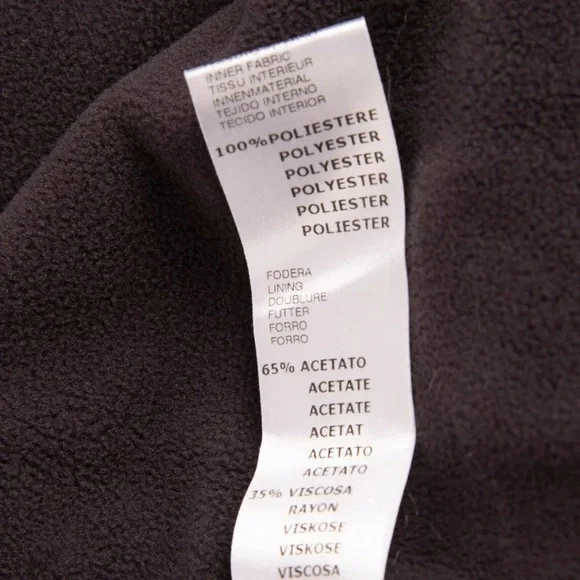 INNER FABRIC
TISSU INTERIEUR
INNENMATERIAL
TEJIDO INTERNO
TECIDO INTERIOR
100%POLIESTERE
POLYESTER
POLYESTER
POLYESTER
POLIESTER
POLIESTER
FODERA
LINING
DOUBLURE
FUTTER
FORRO
FORRO
65% ACETATO
ACETATE
ACETATE
ACETAT
ACETATO
ACETATO
35% VISCOSA
RAYON
VISKOSE
VISKOSE
VISCOSA